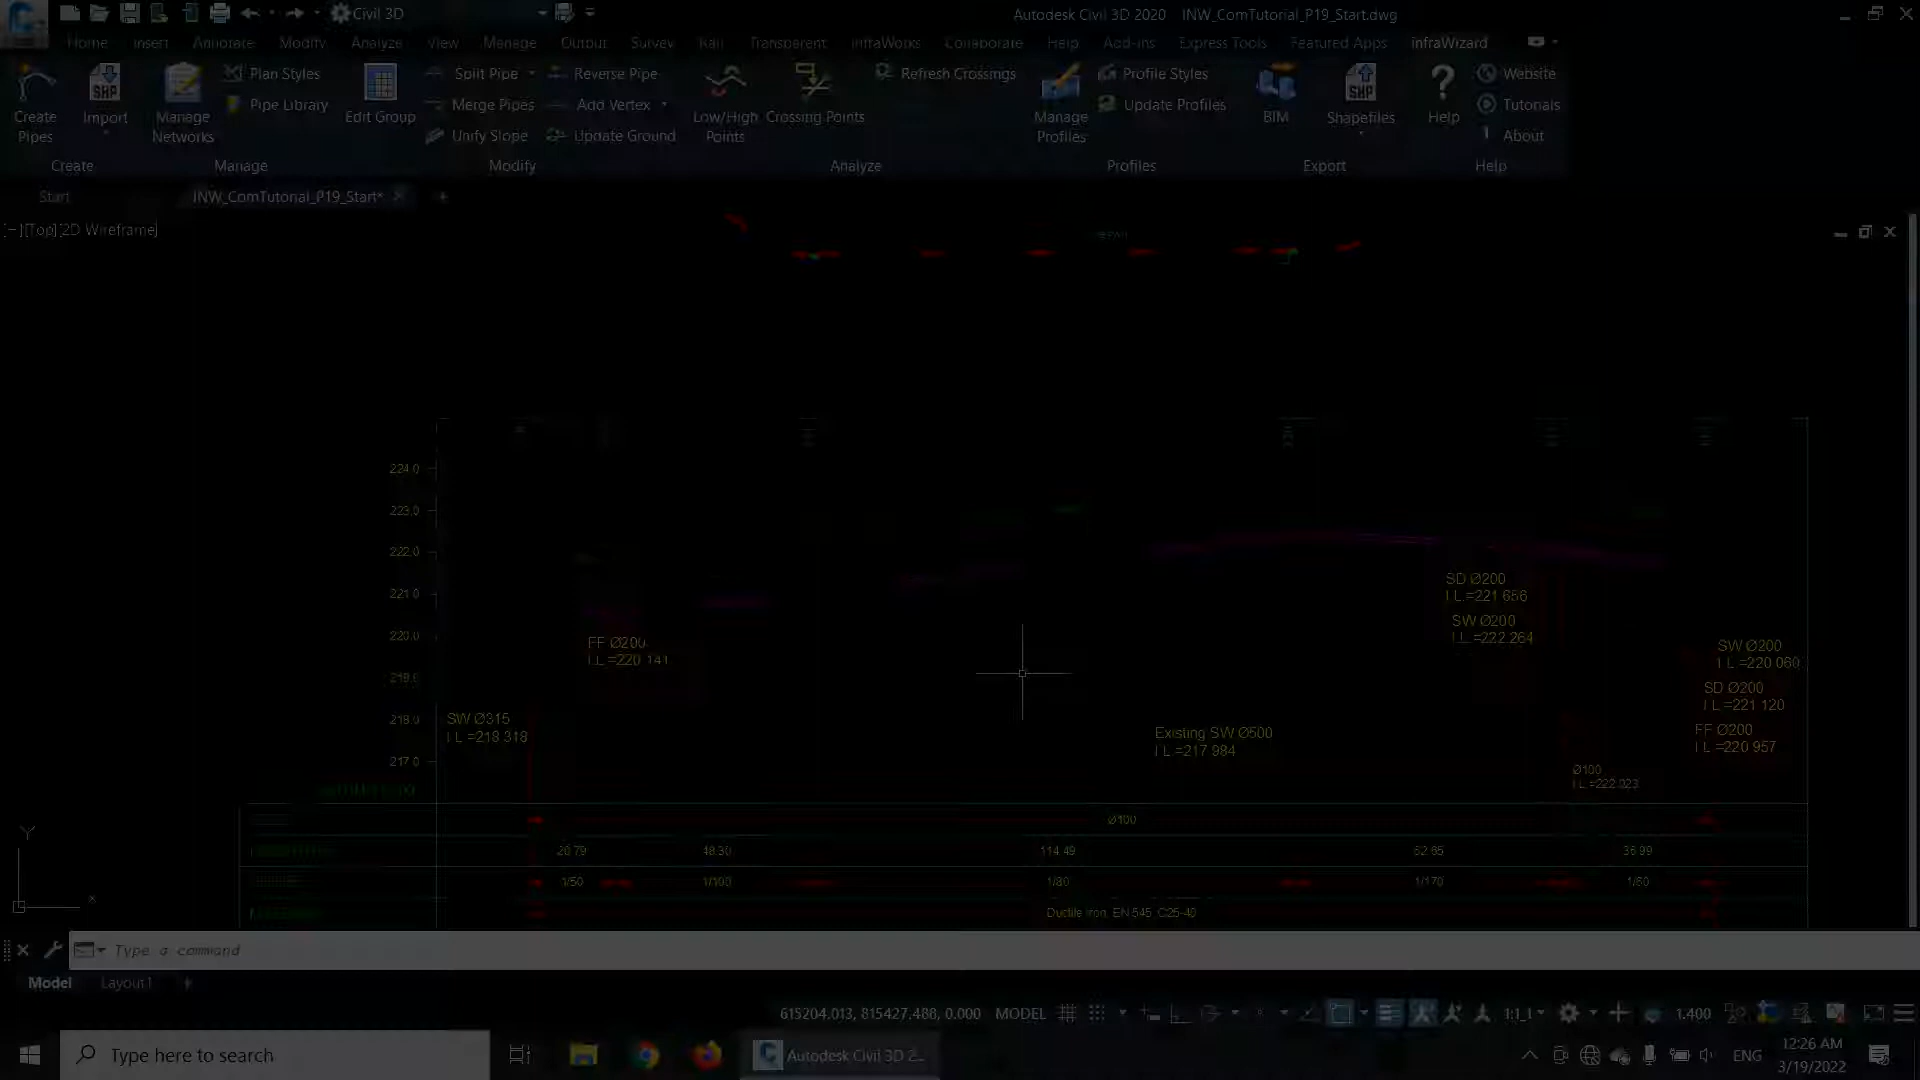 Civil 3D
Autodesk Civil 3D 2020 INW_ComTutorial_P19_Start.dwg
Home Insert Annotate Modify Analyze View Manage Output Survey Rail Transparent InfraWorks Collaborate Help Add-ins Express Tools Featured Apps InfraWizard
Create Pipes
Import
Manage Networks
Plan Styles
Pipe Library
Edit Group
Split Pipe
Merge Pipes
Unify Slope
Reverse Pipe
Add Vertex
Update Ground
Low/High Points
Crossing Points
Refresh Crossings
Manage Profiles
Profile Styles
Update Profiles
BIM
Shapefiles
Help
Website
Tutorials
About
Create Manage Modify Analyze Profiles Export Help
Start INW_ComTutorial_P19_Start*
[−][Top][2D Wireframe]
224.0
223.0
222.0
221.0
220.0
219.0
218.0
217.0
FF Ø200
I.L.=220.141
SW Ø315
I.L.=218.318
Existing SW Ø500
I.L.=217.984
SD Ø200
I.L.=221.656
SW Ø200
I.L.=222.264
SW Ø200
I.L.=220.060
SD Ø200
I.L.=221.120
FF Ø200
I.L.=220.957
Ø100
I.L.=222.023
Ø100
48.30 114.49
1/50 1/100 1/80 1/170
Ductile Iron, EN 545, C25-40
Y
X
Type a command
Model Layout1
615204.013, 815427.488, 0.000 MODEL 1:1 1.400
Type here to search
Autodesk Civil 3D 2...
ENG
12:26 AM
3/19/2022